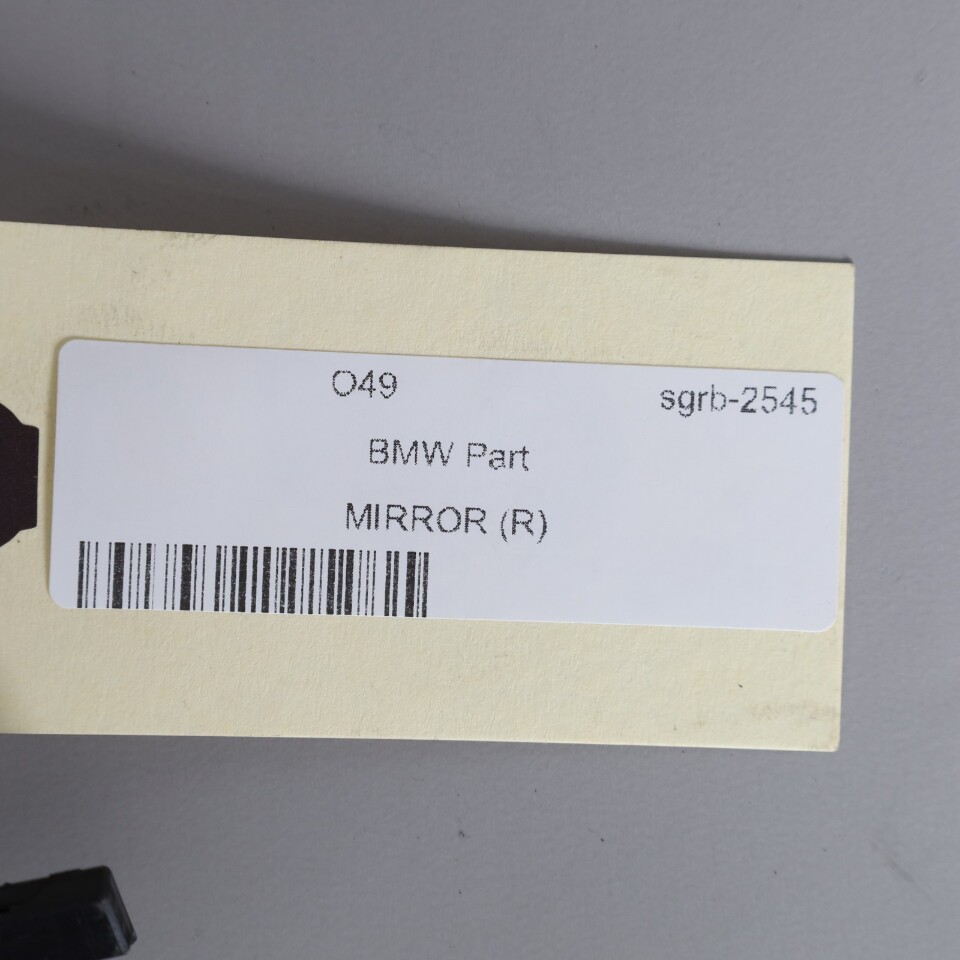 O49
sgrb-2545
BMW Part
MIRROR (R)